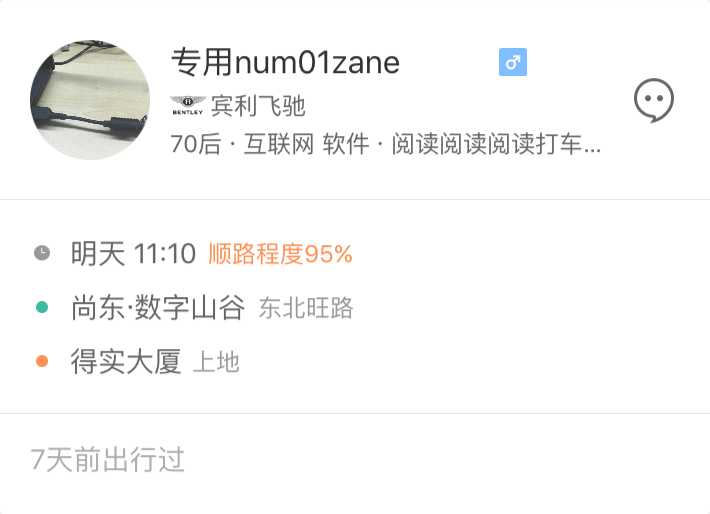 专用num01zane
BENTLEY 宾利飞驰
70后 · 互联网 软件 · 阅读阅读阅读打车...
明天 11:10 顺路程度95%
尚东·数字山谷 东北旺路
得实大厦 上地
7天前出行过